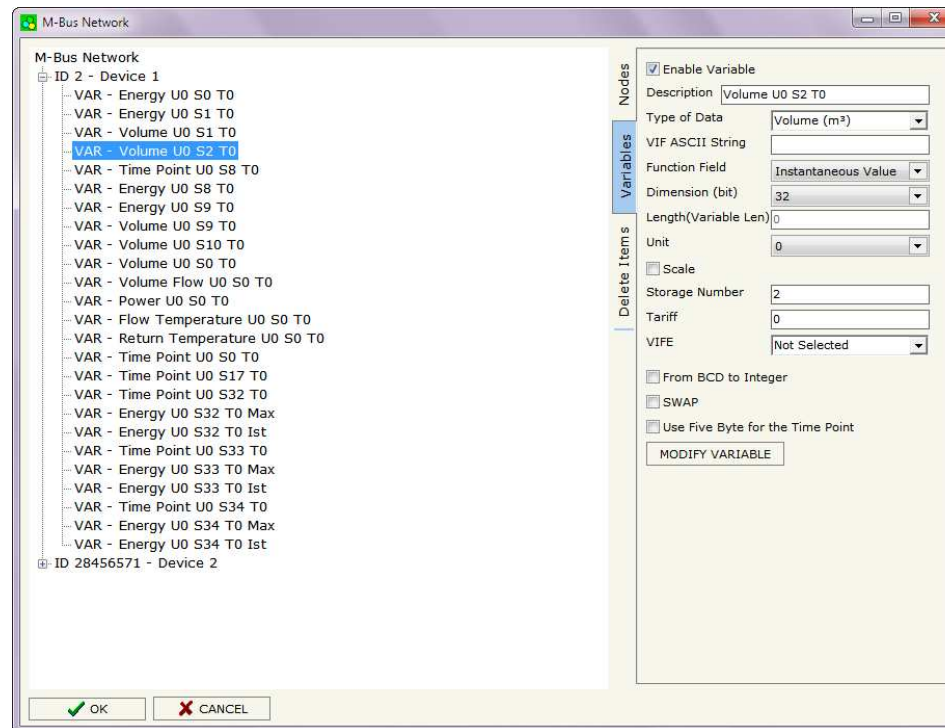 M-Bus Network
M-Bus Network
ID 2 - Device 1
VAR - Energy U0 S0 T0
VAR - Energy U0 S1 T0
VAR - Volume U0 S1 T0
VAR - Volume U0 S2 T0
VAR - Time Point U0 S8 T0
VAR - Energy U0 S8 T0
VAR - Energy U0 S9 T0
VAR - Volume U0 S9 T0
VAR - Volume U0 S10 T0
VAR - Volume U0 S0 T0
VAR - Volume Flow U0 S0 T0
VAR - Power U0 S0 T0
VAR - Flow Temperature U0 S0 T0
VAR - Return Temperature U0 S0 T0
VAR - Time Point U0 S0 T0
VAR - Time Point U0 S17 T0
VAR - Time Point U0 S32 T0
VAR - Energy U0 S32 T0 Max
VAR - Energy U0 S32 T0 Ist
VAR - Time Point U0 S33 T0
VAR - Energy U0 S33 T0 Max
VAR - Energy U0 S33 T0 Ist
VAR - Time Point U0 S34 T0
VAR - Energy U0 S34 T0 Max
VAR - Energy U0 S34 T0 Ist
ID 28456571 - Device 2
Nodes
Variables
Delete Items
Enable Variable
Description Volume U0 S2 T0
Type of Data Volume (m³)
VIF ASCII String
Function Field Instantaneous Value
Dimension (bit) 32
Length(Variable Len) 0
Unit 0
Scale
Storage Number 2
Tariff 0
VIFE Not Selected
From BCD to Integer
SWAP
Use Five Byte for the Time Point
MODIFY VARIABLE
OK CANCEL